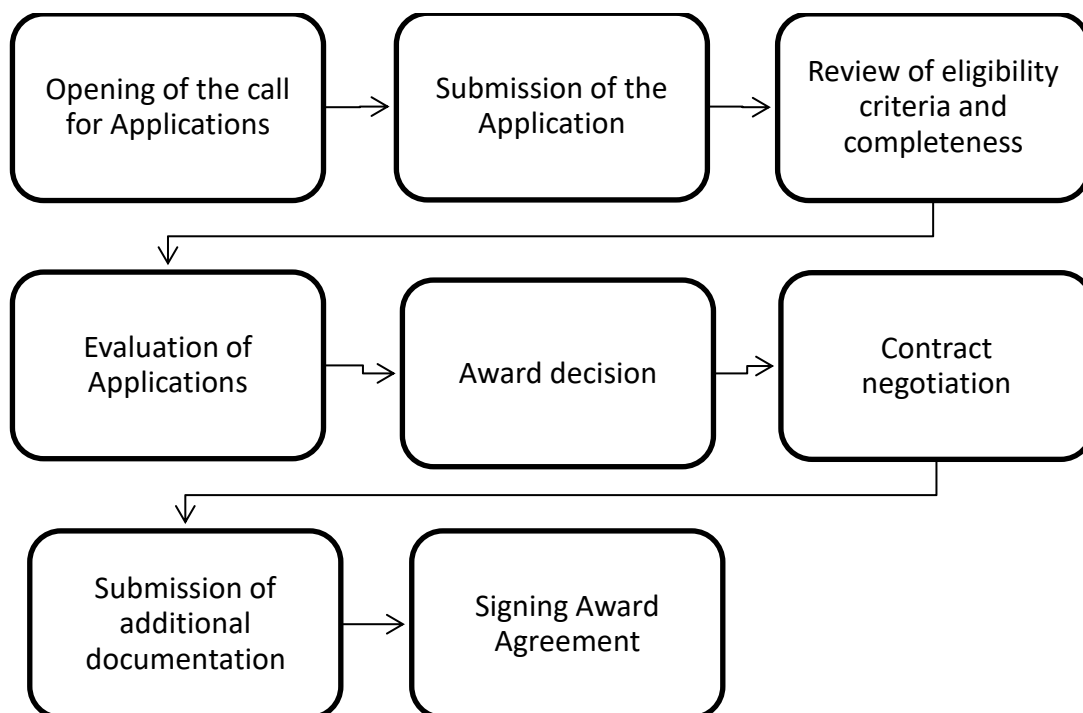 Opening of the call
for Applications
Submission of the
Application
Review of eligibility
criteria and
completeness
Evaluation of
Applications
Award decision
Contract
negotiation
Submission of
additional
documentation
Signing Award
Agreement